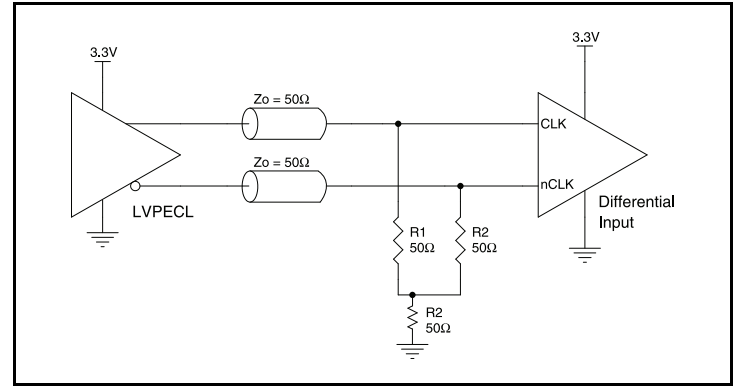 3.3V
3.3V
Zo = 50Ω
CLK
Zo = 50Ω
nCLK
LVPECL
Differential
Input
R1
50Ω
R2
50Ω
R2
50Ω